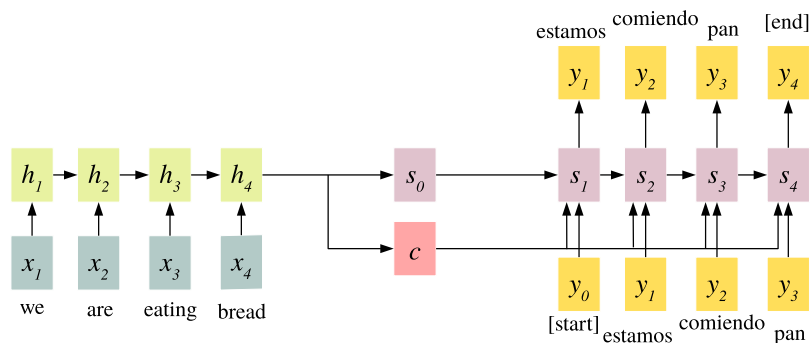 estamos comiendo pan [end]
y₁ y₂ y₃ y₄
h₁ h₂ h₃ h₄ s₀ s₁ s₂ s₃ s₄
x₁ x₂ x₃ x₄ c
y₀ y₁ y₂ y₃
we are eating bread
[start] estamos comiendo pan